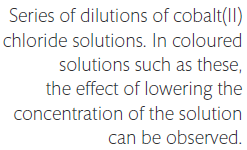 Series of dilutions of cobalt(II)
chloride solutions. In coloured
solutions such as these,
the effect of lowering the
concentration of the solution
can be observed.